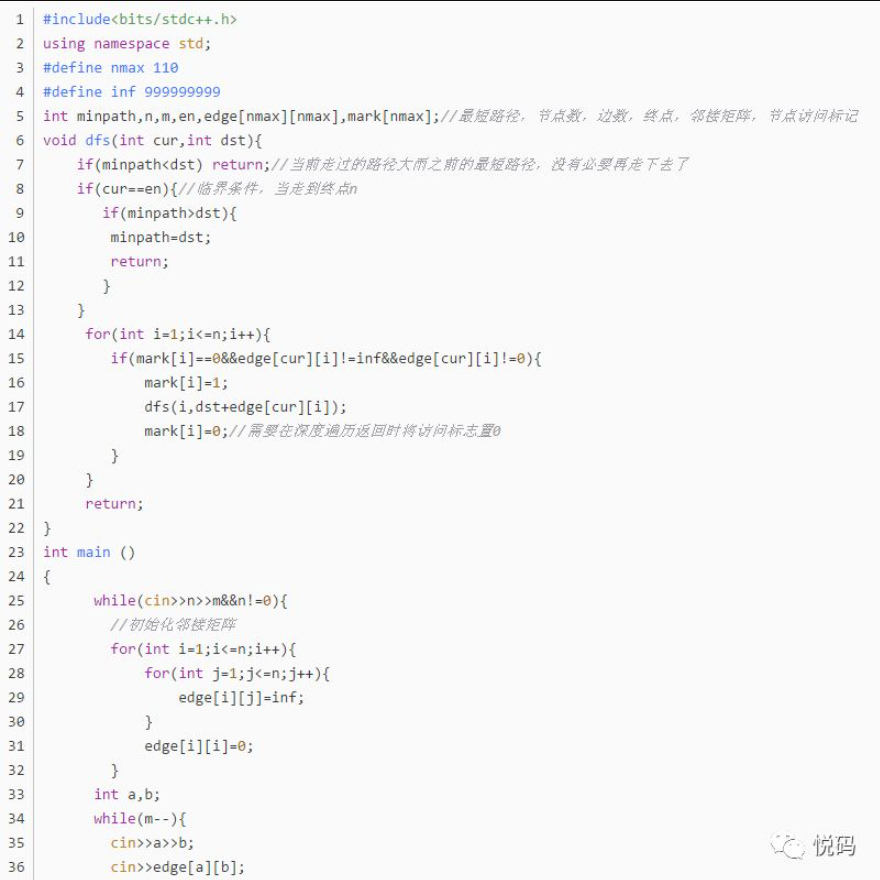 1 #include<bits/stdc++.h>
2 using namespace std;
3 #define nmax 110
4 #define inf 999999999
5 int minpath,n,m,en,edge[nmax][nmax],mark[nmax];//最短路径，节点数，边数，终点，邻接矩阵，节点访问标记
6 void dfs(int cur,int dst){
7     if(minpath<dst) return;//当前走过的路径大而之前的最短路径，没有必要再走下去了
8     if(cur==en){//临界条件，当走到终点n
9        if(minpath>dst){
10         minpath=dst;
11         return;
12        }
13     }
14      for(int i=1;i<=n;i++){
15         if(mark[i]==0&&edge[cur][i]!=inf&&edge[cur][i]!=0){
16             mark[i]=1;
17             dfs(i,dst+edge[cur][i]);
18             mark[i]=0;//需要在深度遍历返回时将访问标志置0
19         }
20      }
21      return;
22 }
23 int main ()
24 {
25       while(cin>>n>>m&&n!=0){
26         //初始化邻接矩阵
27         for(int i=1;i<=n;i++){
28             for(int j=1;j<=n;j++){
29                 edge[i][j]=inf;
30             }
31             edge[i][i]=0;
32         }
33       int a,b;
34       while(m--){
35         cin>>a>>b;
36         cin>>edge[a][b];
悦码